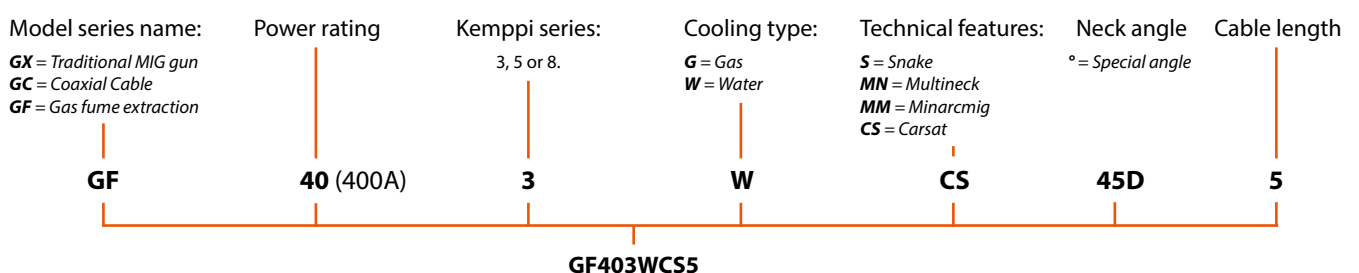 Model series name: Power rating Kemppi series: Cooling type: Technical features: Neck angle Cable length
GX = Traditional MIG gun 3, 5 or 8. G = Gas S = Snake ° = Special angle
GC = Coaxial Cable W = Water MN = Multineck
GF = Gas fume extraction MM = Minarcmig
CS = Carsat
GF 40 (400A) 3 W CS 45D 5
GF403WCS5